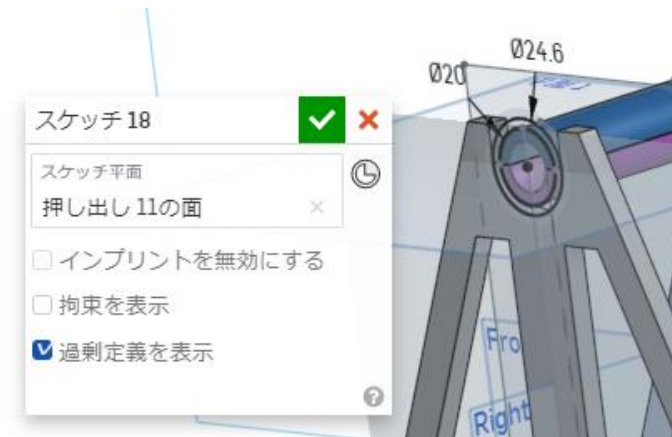 Ø24.6
Ø20
スケッチ 18
スケッチ平面
押し出し 11の面
インプリントを無効にする
拘束を表示
過剰定義を表示
Fro
Right